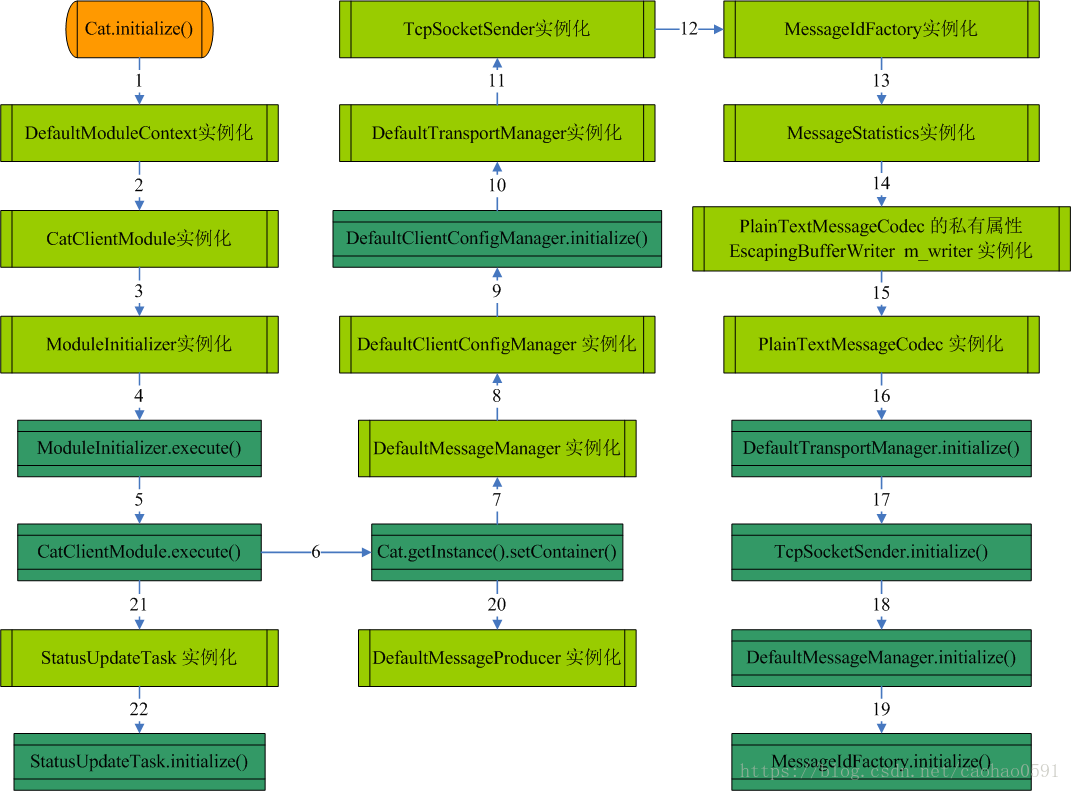 Cat.initialize()
1
DefaultModuleContext实例化
2
CatClientModule实例化
3
ModuleInitializer实例化
4
ModuleInitializer.execute()
5
CatClientModule.execute()
6
Cat.getInstance().setContainer()
7
DefaultMessageManager 实例化
8
DefaultClientConfigManager 实例化
9
DefaultClientConfigManager.initialize()
10
DefaultTransportManager实例化
11
TcpSocketSender实例化
12
MessageIdFactory实例化
13
MessageStatistics实例化
14
PlainTextMessageCodec 的私有属性
EscapingBufferWriter m_writer 实例化
15
PlainTextMessageCodec 实例化
16
DefaultTransportManager.initialize()
17
TcpSocketSender.initialize()
18
DefaultMessageManager.initialize()
19
MessageIdFactory.initialize()
20
DefaultMessageProducer 实例化
21
StatusUpdateTask 实例化
22
StatusUpdateTask.initialize()
https://blog.csdn.net/caohao0591